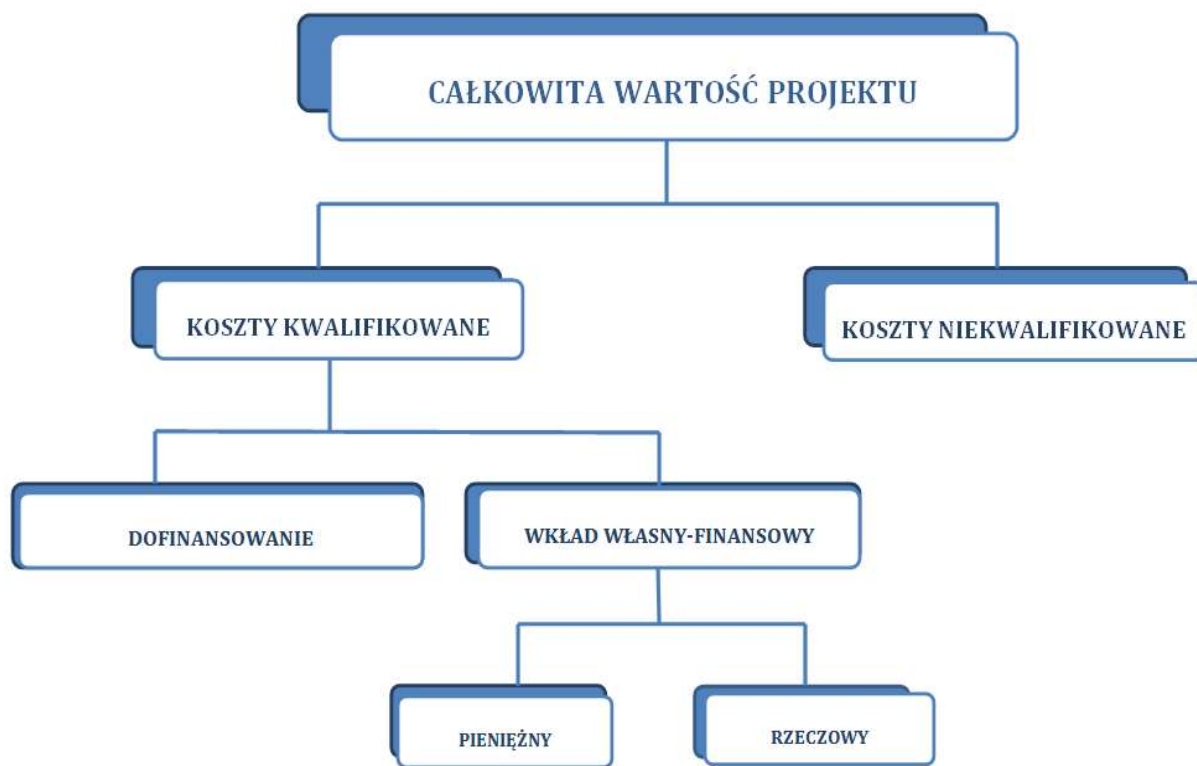 CAŁKOWITA WARTOŚĆ PROJEKTU
KOSZTY KWALIFIKOWANE
KOSZTY NIEKWALIFIKOWANE
DOFINANSOWANIE
WKŁAD WŁASNY-FINANSOWY
PIENIĘŻNY
RZECZOWY